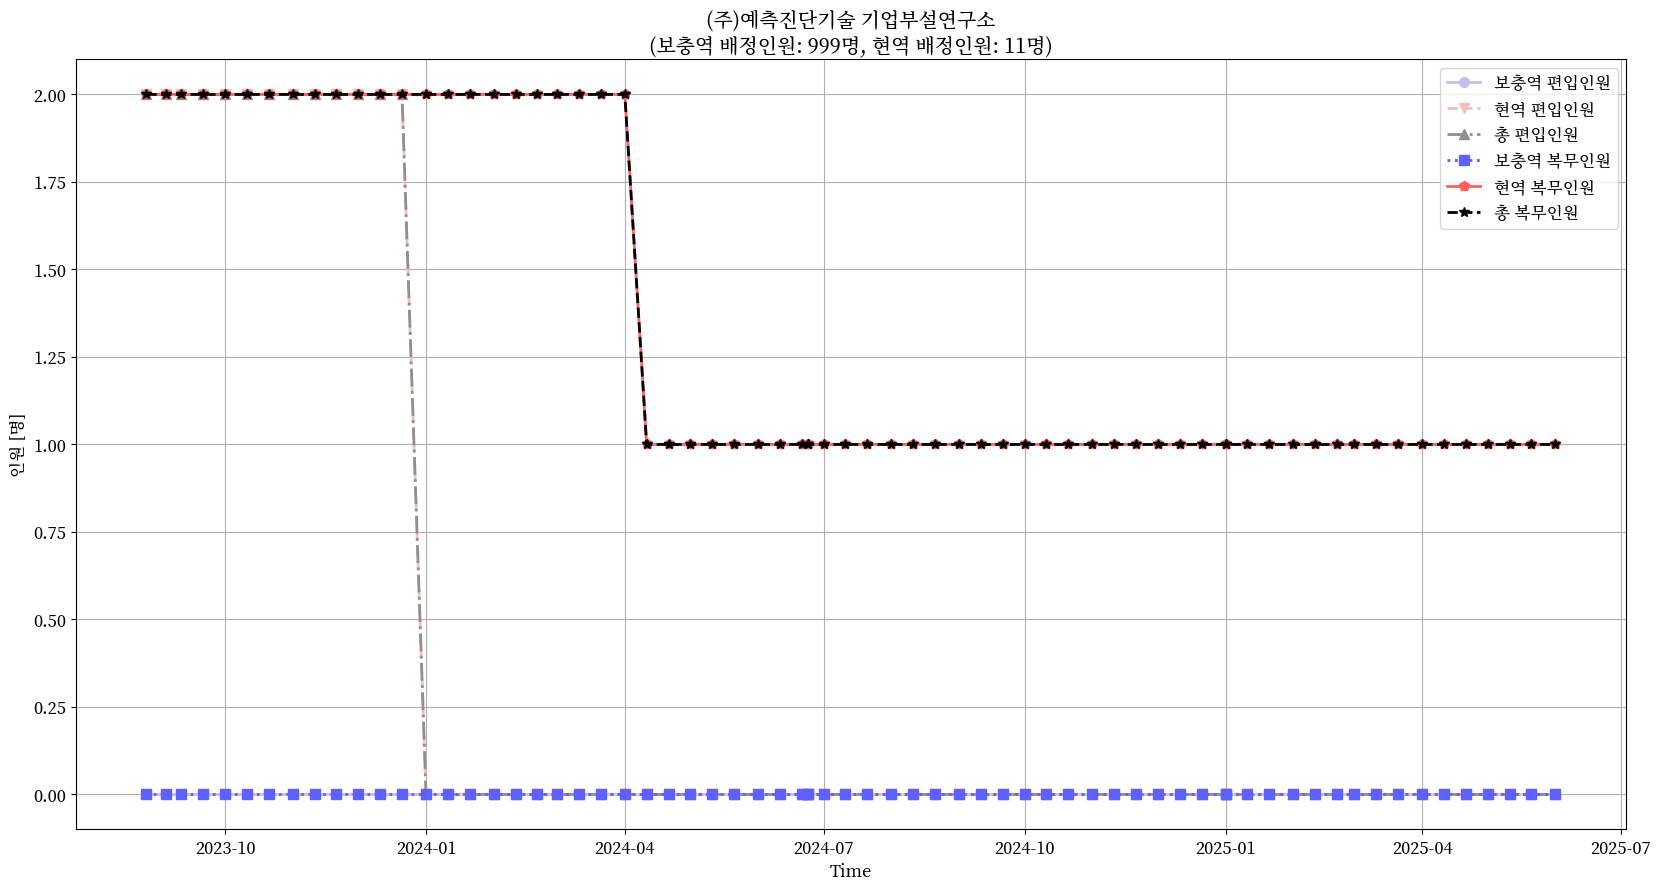 (주)예측진단기술 기업부설연구소
(보충역 배정인원: 999명, 현역 배정인원: 11명)
보충역 편입인원
현역 편입인원
총 편입인원
보충역 복무인원
현역 복무인원
총 복무인원
2.00
1.75
1.50
1.25
1.00
0.75
0.50
0.25
0.00
인원 [명]
2023-10 2024-01 2024-04 2024-07 2024-10 2025-01 2025-04 2025-07
Time